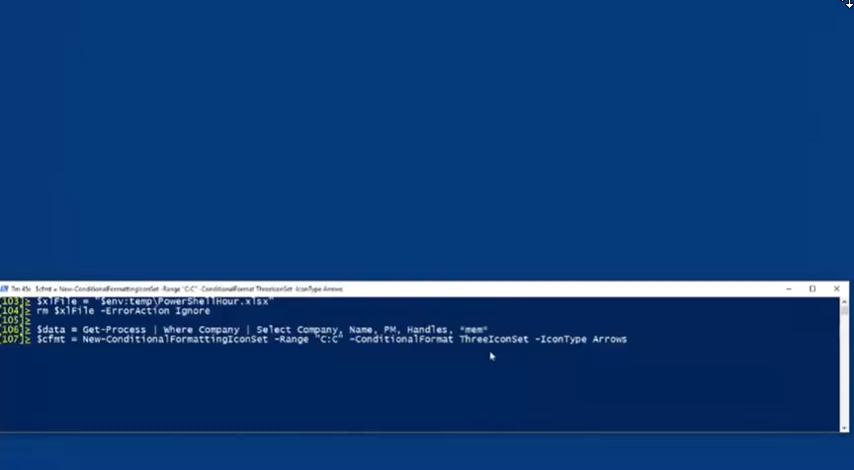 7m 45s $cfmt = New-ConditionalFormattingIconSet -Range "C:C" -ConditionalFormat ThreeIconSet -IconType Arrows
[103]> $xlFile = "$env:temp\PowerShellHour.xlsx"
[104]> rm $xlFile -ErrorAction Ignore
[105]>
[106]> $data = Get-Process | Where Company | Select Company, Name, PM, Handles, *mem*
[107]> $cfmt = New-ConditionalFormattingIconSet -Range "C:C" -ConditionalFormat ThreeIconSet -IconType Arrows